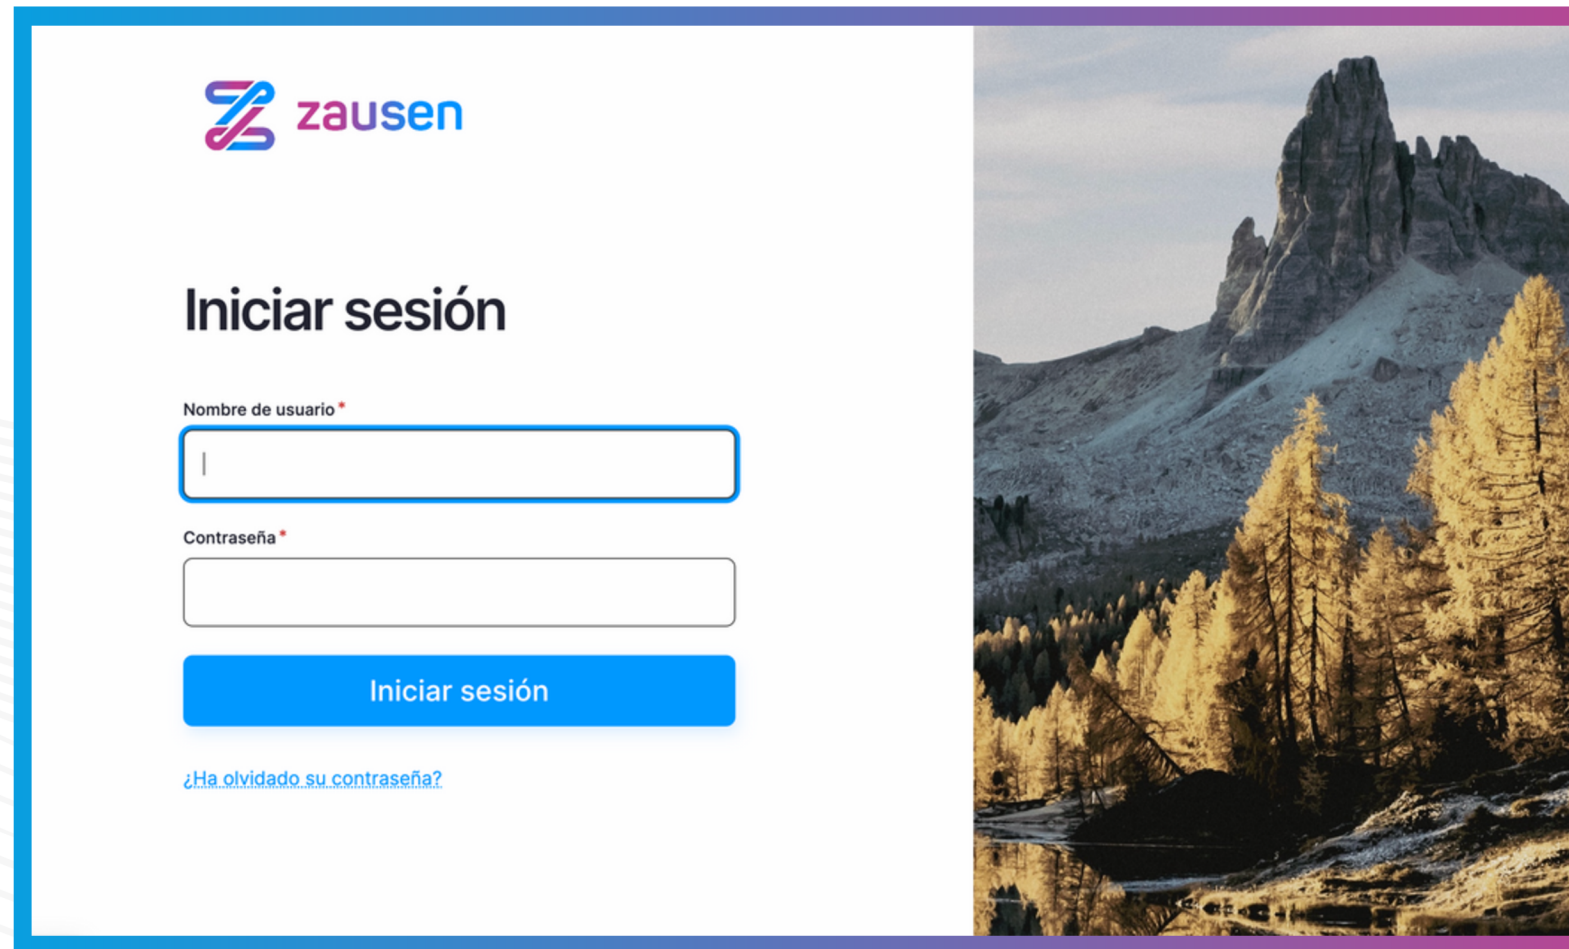 zausen
Iniciar sesión
Nombre de usuario *
Contraseña *
Iniciar sesión
¿Ha olvidado su contraseña?